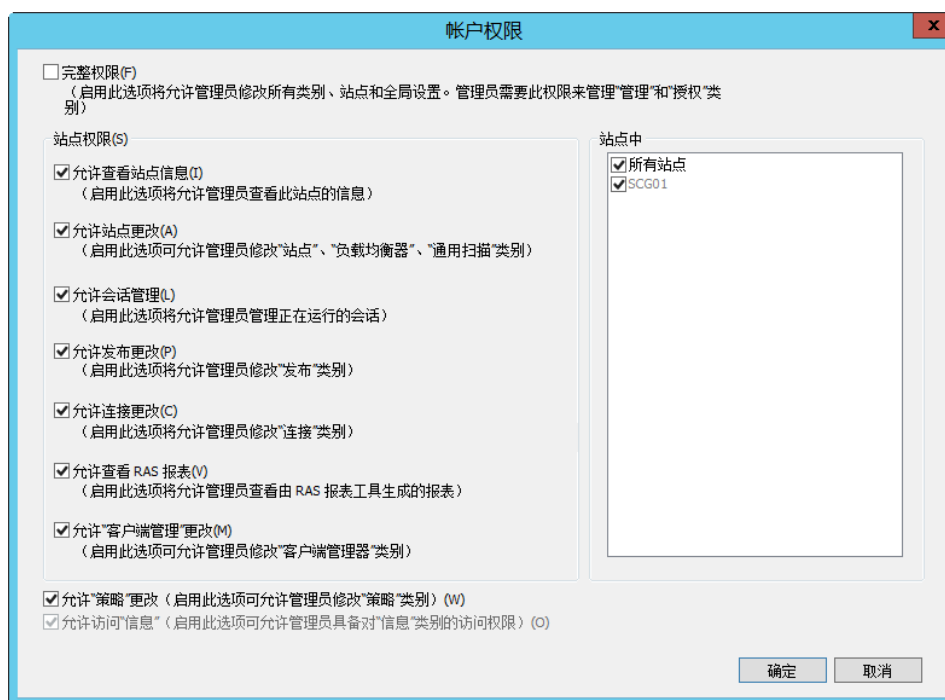 帐户权限
x
完整权限(F)
（启用此选项将允许管理员修改所有类别、站点和全局设置。管理员需要此权限来管理“管理”和“授权”类
别）
站点权限(S)
允许查看站点信息(I)
（启用此选项将允许管理员查看此站点的信息）
允许站点更改(A)
（启用此选项可允许管理员修改“站点”、“负载均衡器”、“通用扫描”类别）
允许会话管理(L)
（启用此选项将允许管理员管理正在运行的会话）
允许发布更改(P)
（启用此选项将允许管理员修改“发布”类别）
允许连接更改(C)
（启用此选项将允许管理员修改“连接”类别）
允许查看 RAS 报表(V)
（启用此选项将允许管理员查看由 RAS 报表工具生成的报表）
允许“客户端管理”更改(M)
（启用此选项可允许管理员修改“客户端管理器”类别）
站点中
所有站点
SCG01
允许“策略”更改（启用此选项可允许管理员修改“策略”类别）(W)
允许访问“信息”（启用此选项可允许管理员具备对“信息”类别的访问权限）(O)
确定
取消